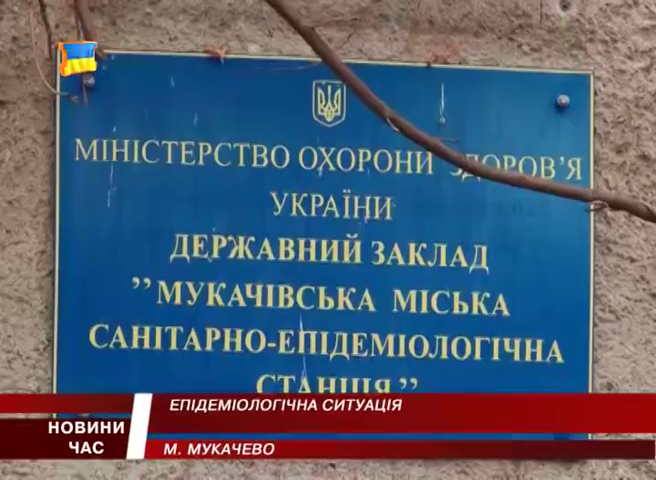 МІНІСТЕРСТВО ОХОРОНИ ЗДОРОВ’Я
УКРАЇНИ
ДЕРЖАВНИЙ ЗАКЛАД
’’МУКАЧІВСЬКА МІСЬКА
САНІТАРНО-ЕПІДЕМІОЛОГІЧНА
СТАНЦІЯ’’
ЕПІДЕМІОЛОГІЧНА СИТУАЦІЯ
НОВИНИ
ЧАС
М. МУКАЧЕВО